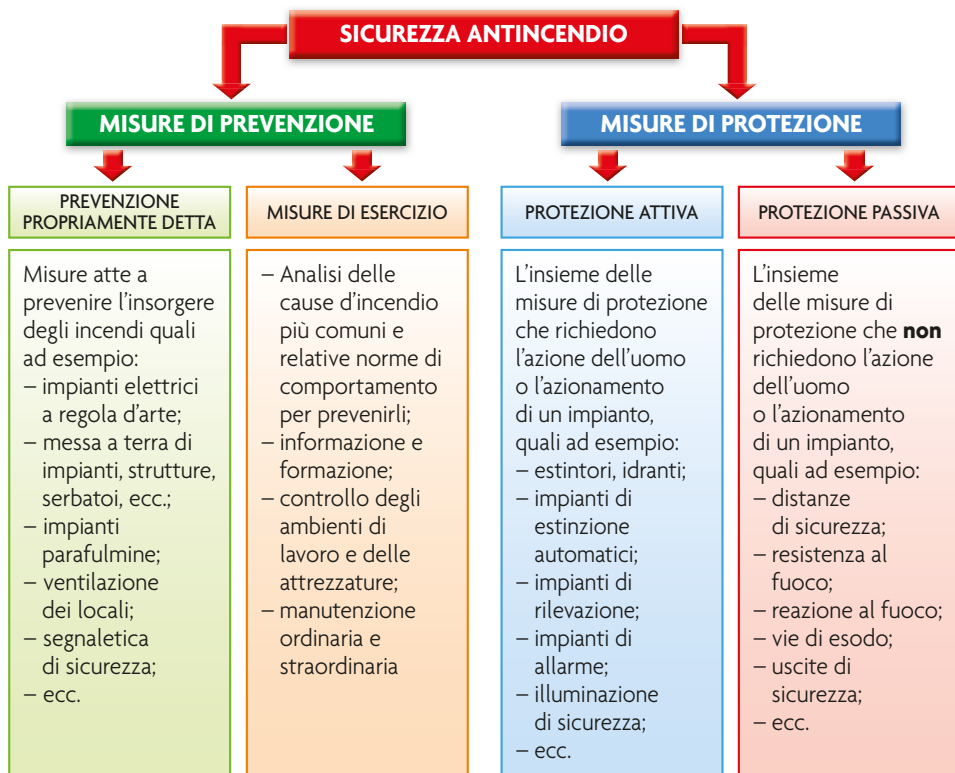 SICUREZZA ANTINCENDIO
MISURE DI PREVENZIONE
MISURE DI PROTEZIONE
PREVENZIONE
PROPRIAMENTE DETTA
MISURE DI ESERCIZIO
PROTEZIONE ATTIVA
PROTEZIONE PASSIVA
Misure atte a
prevenire l’insorgere
degli incendi quali
ad esempio:
– impianti elettrici
a regola d’arte;
– messa a terra di
impianti, strutture,
serbatoi, ecc.;
– impianti
parafulmine;
– ventilazione
dei locali;
– segnaletica
di sicurezza;
– ecc.
– Analisi delle
cause d’incendio
più comuni e
relative norme di
comportamento
per prevenirli;
– informazione e
formazione;
– controllo degli
ambienti di
lavoro e delle
attrezzature;
– manutenzione
ordinaria e
straordinaria
L’insieme delle
misure di protezione
che richiedono
l’azione dell’uomo
o l’azionamento
di un impianto,
quali ad esempio:
– estintori, idranti;
– impianti di
estinzione
automatici;
– impianti di
rilevazione;
– impianti di
allarme;
– illuminazione
di sicurezza;
– ecc.
L’insieme
delle misure di
protezione che non
richiedono l’azione
dell’uomo
o l’azionamento
di un impianto,
quali ad esempio:
– distanze
di sicurezza;
– resistenza al
fuoco;
– reazione al fuoco;
– vie di esodo;
– uscite di
sicurezza;
– ecc.